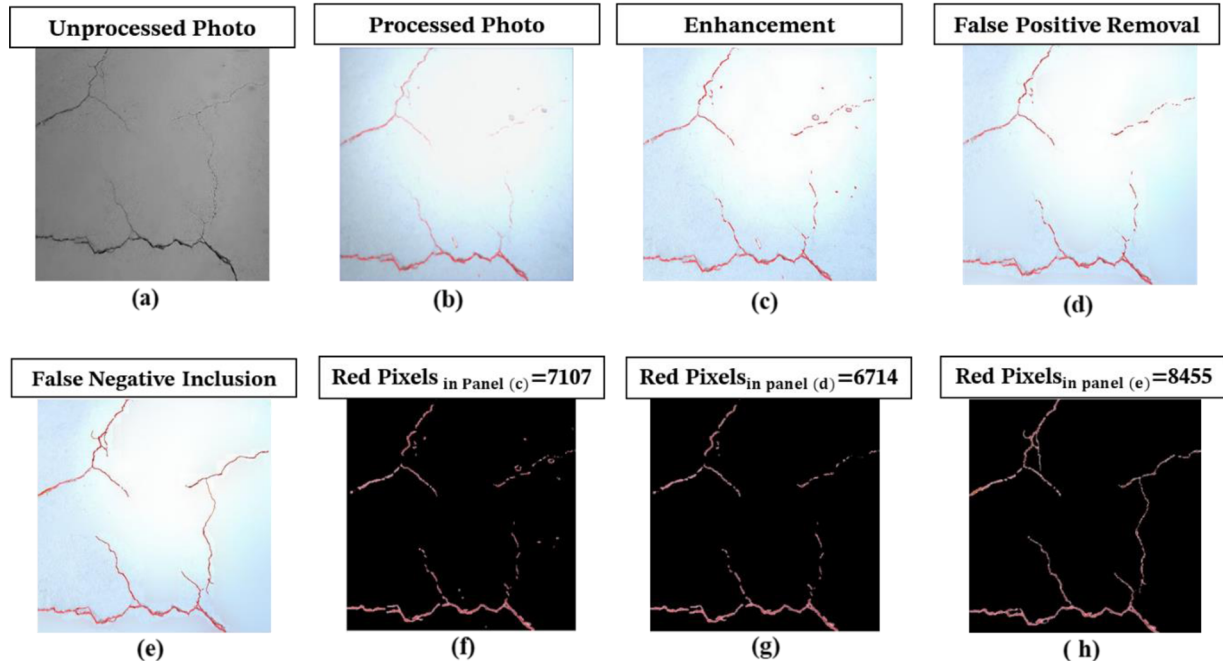 Unprocessed Photo
Processed Photo
Enhancement
False Positive Removal
(a)
(b)
(c)
(d)
False Negative Inclusion
Red Pixels in Panel (c)=7107
Red Pixels in panel (d)=6714
Red Pixels in panel (e)=8455
(e)
(f)
(g)
( h)